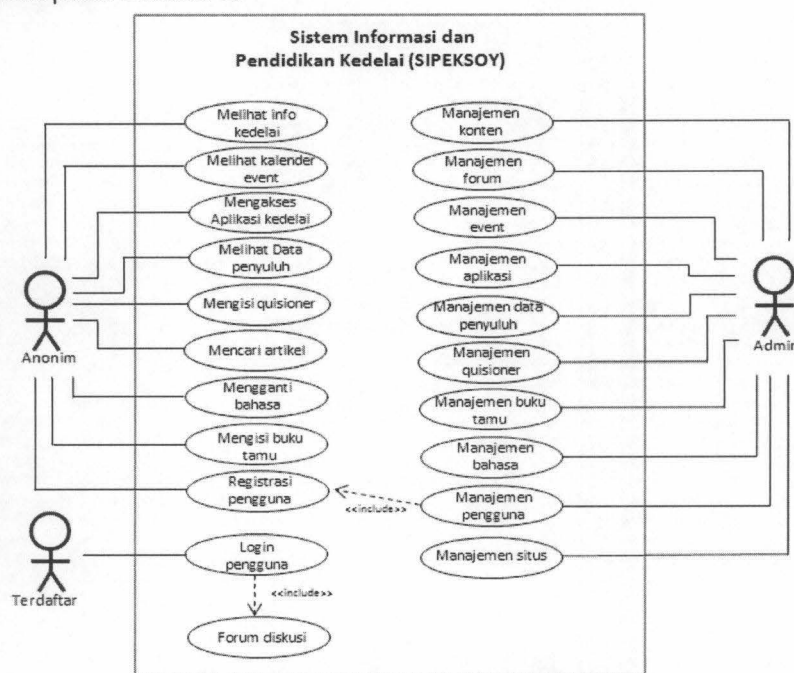 Sistem Informasi dan
Pendidikan Kedelai (SIPEKSOY)
Melihat info
kedelai
Melihat kalender
event
Mengakses
Aplikasi kedelai
Melihat Data
penyuluh
Mengisi quisioner
Mencari artikel
Mengganti
bahasa
Mengisi buku
tamu
Registrasi
pengguna
Login
pengguna
<<include>>
Forum diskusi
Manajemen
konten
Manajemen
forum
Manajemen
event
Manajemen
aplikasi
Manajemen data
penyuluh
Manajemen
quisioner
Manajemen buku
tamu
Manajemen
bahasa
<<include>>
Manajemen
pengguna
Manajemen situs
Anonim
Terdaftar
Admin